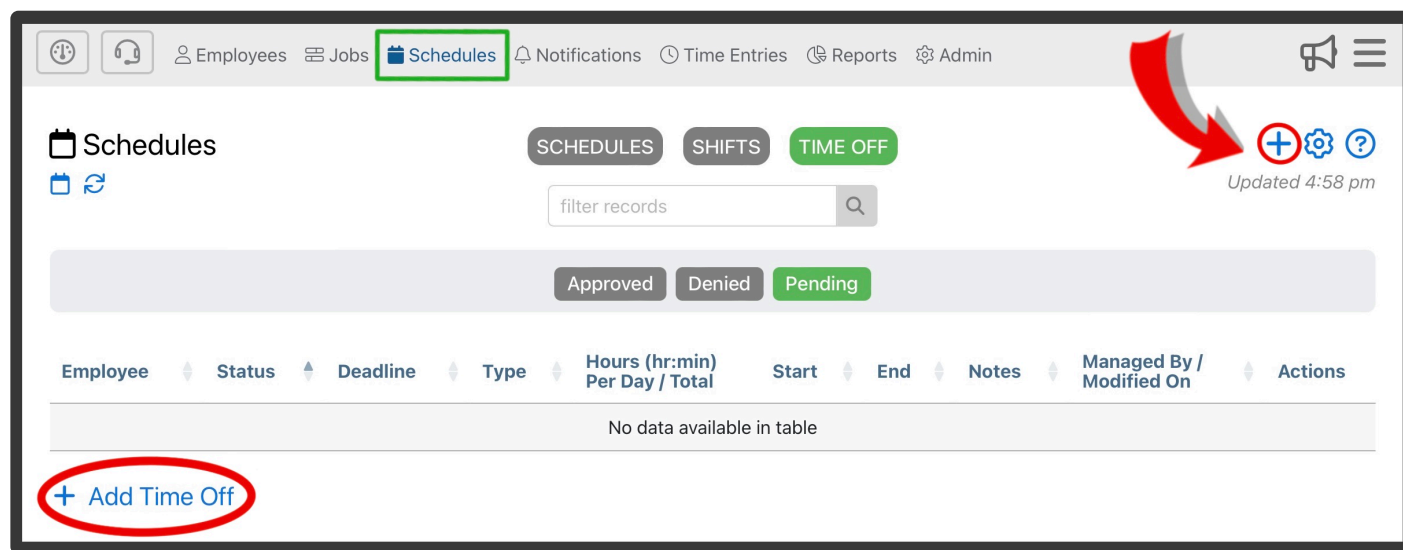 Employees Jobs Schedules Notifications Time Entries Reports Admin
Schedules
SCHEDULES SHIFTS TIME OFF
Updated 4:58 pm
filter records
Approved Denied Pending
Employee Status Deadline Type Hours (hr:min) Start End Notes Managed By / Actions
Per Day / Total Modified On
No data available in table
+ Add Time Off